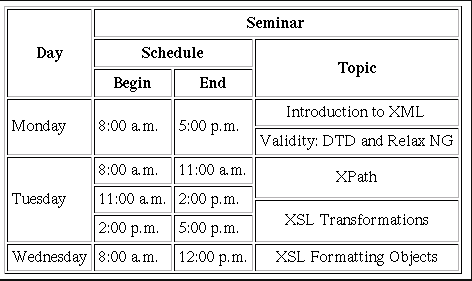 Seminar
Day
Schedule
Topic
Begin
End
Monday
8:00 a.m.
5:00 p.m.
Introduction to XML
Validity: DTD and Relax NG
Tuesday
8:00 a.m.
11:00 a.m.
XPath
11:00 a.m.
2:00 p.m.
XSL Transformations
2:00 p.m.
5:00 p.m.
Wednesday
8:00 a.m.
12:00 p.m.
XSL Formatting Objects